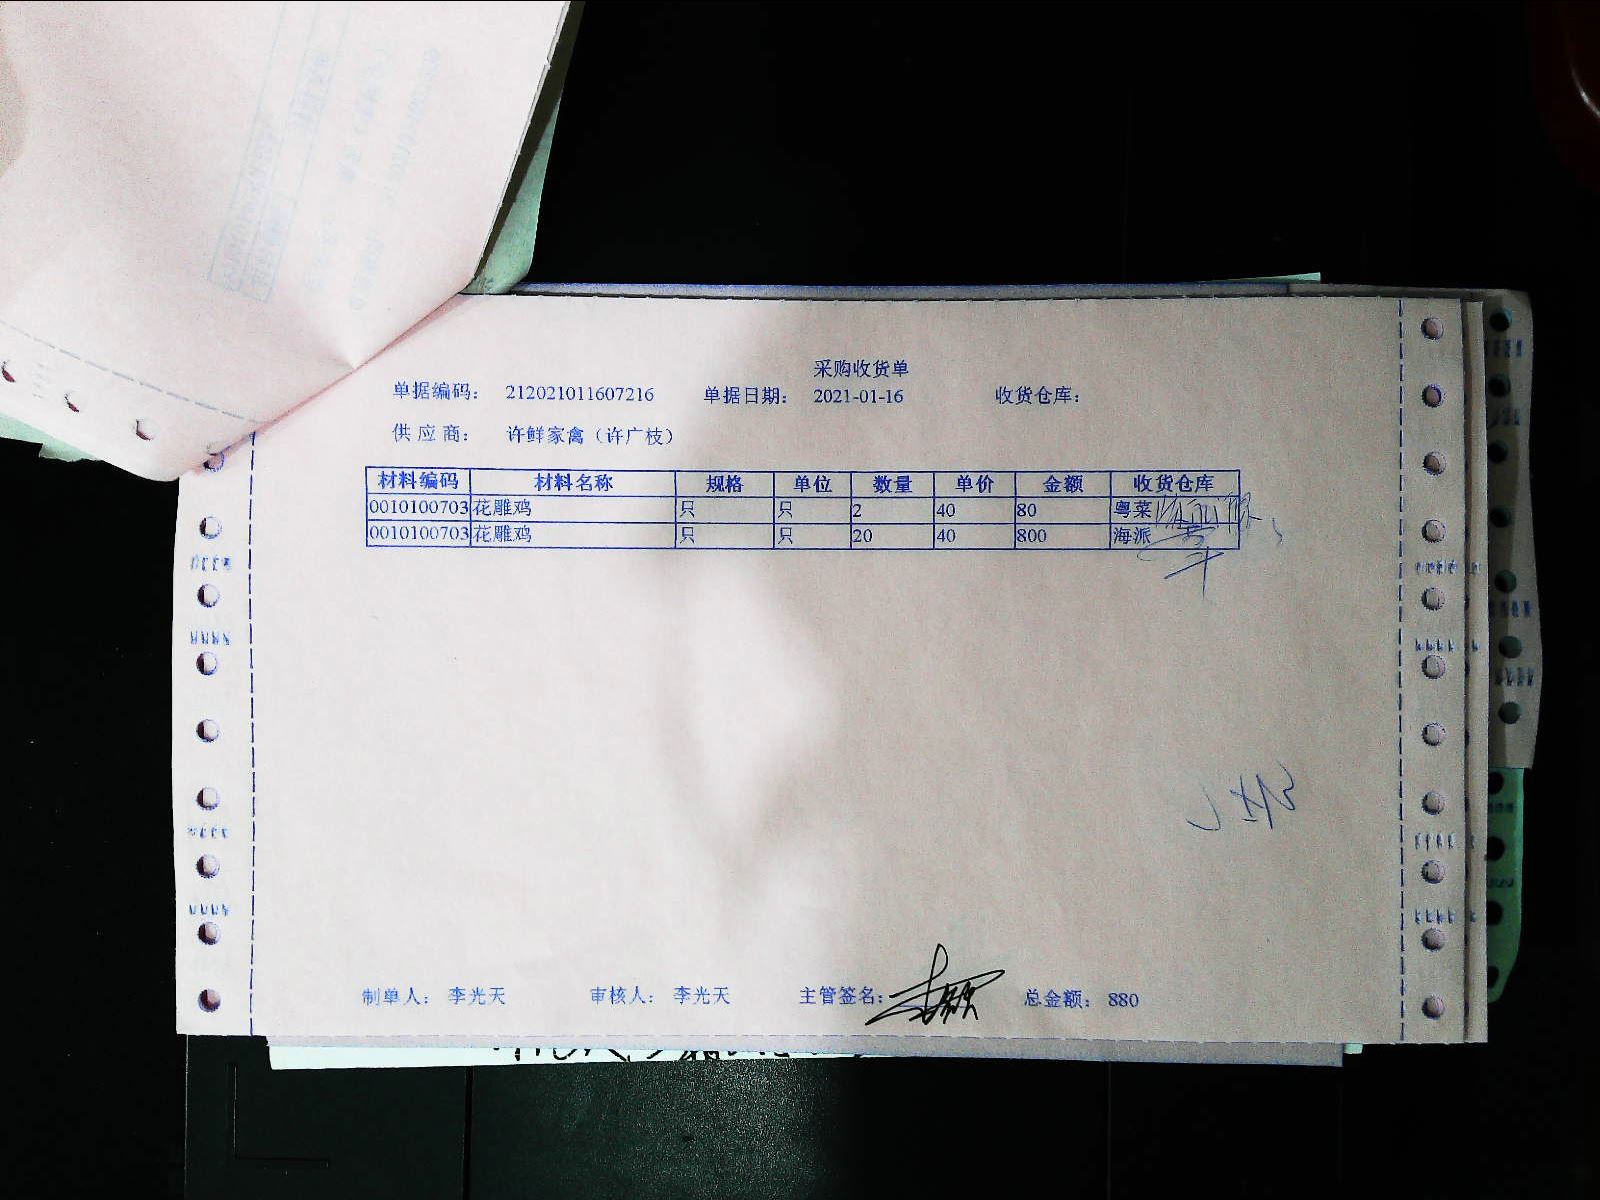 采购收货单
单据编码： 212021011607216 单据日期： 2021-01-16 收货仓库：
供 应 商： 许鲜家禽（许广枝）
材料编码 材料名称 规格 单位 数量 单价 金额 收货仓库
0010100703 花雕鸡 只 只 2 40 80 粤菜
0010100703 花雕鸡 只 只 20 40 800 海派
制单人： 李光天 审核人： 李光天 主管签名： 总金额： 880